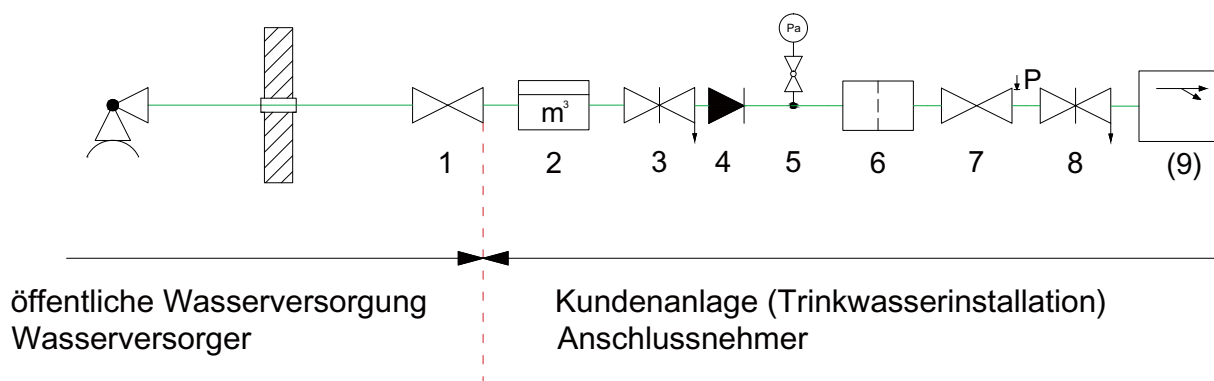 Pa
m³
P
1 2 3 4 5 6 7 8 (9)
öffentliche Wasserversorgung Kundenanlage (Trinkwasserinstallation)
Wasserversorger Anschlussnehmer